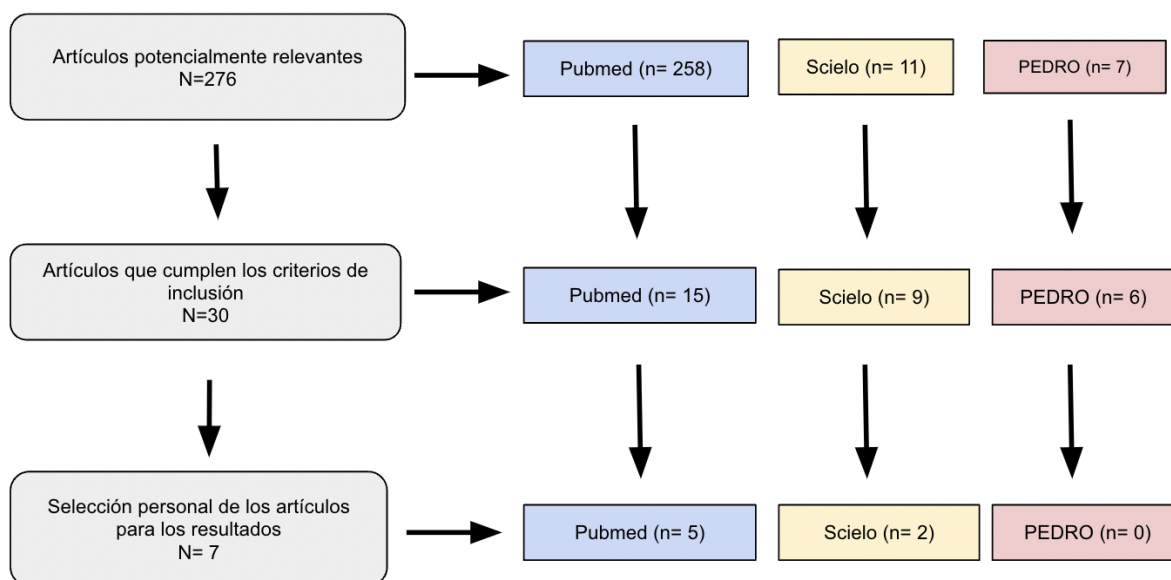 Artículos potencialmente relevantes
N=276
Pubmed (n= 258)
Scielo (n= 11)
PEDRO (n= 7)
Artículos que cumplen los criterios de
inclusión
N=30
Pubmed (n= 15)
Scielo (n= 9)
PEDRO (n= 6)
Selección personal de los artículos
para los resultados
N= 7
Pubmed (n= 5)
Scielo (n= 2)
PEDRO (n= 0)